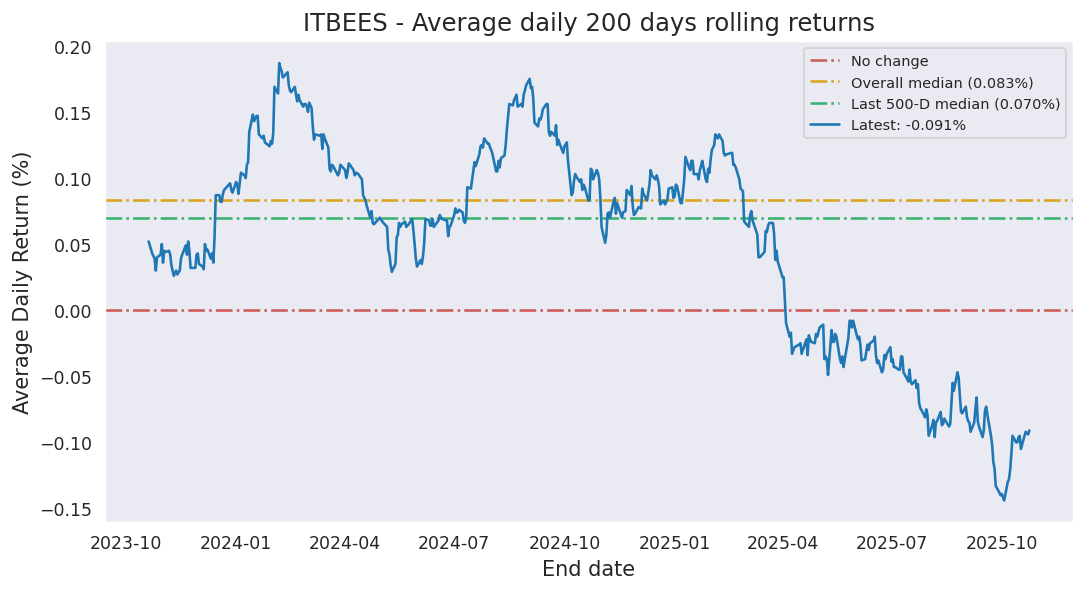 ITBEES - Average daily 200 days rolling returns
Average Daily Return (%)
0.20
0.15
0.10
0.05
0.00
−0.05
−0.10
−0.15
No change
Overall median (0.083%)
Last 500-D median (0.070%)
Latest: -0.091%
2023-10 2024-01 2024-04 2024-07 2024-10 2025-01 2025-04 2025-07 2025-10
End date